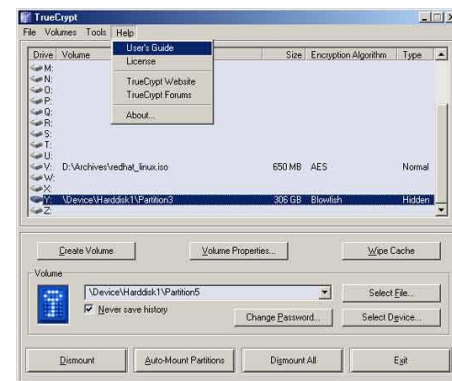 TrueCrypt
File Volumes Tools Help
User's Guide
License
TrueCrypt Website
TrueCrypt Forums
About...
Drive Volume Size Encryption Algorithm Type
M:
N:
O:
P:
Q:
R:
S:
T:
U:
V: D:\Archives\redhat_linux.iso 650 MB AES Normal
W:
X:
Y: \Device\Harddisk1\Partition3 306 GB Blowfish Hidden
Z:
Create Volume Volume Properties... Wipe Cache
Volume
\Device\Harddisk1\Partition5 Select File...
Never save history Change Password... Select Device...
Dismount Auto-Mount Partitions Dismount All Exit